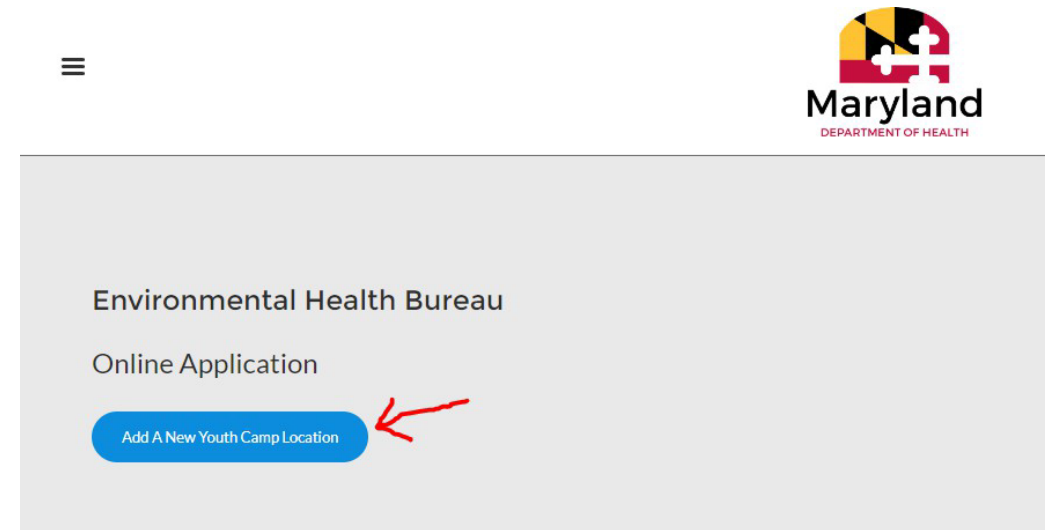 Maryland
DEPARTMENT OF HEALTH
Environmental Health Bureau
Online Application
Add A New Youth Camp Location